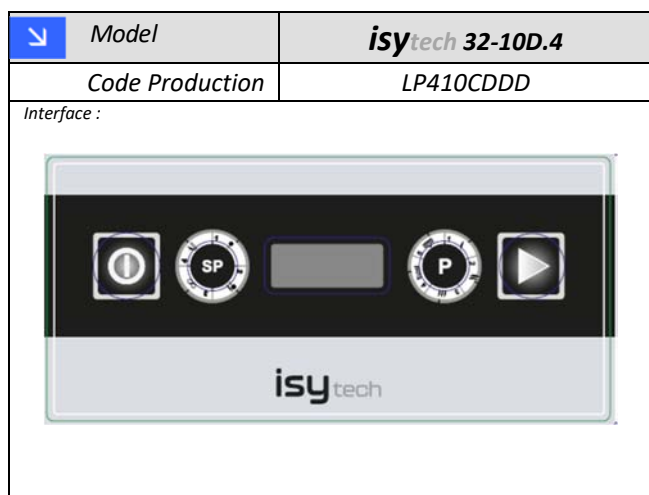 Model isytech 32-10D.4
Code Production LP410CDDD
Interface :
SP P
isytech